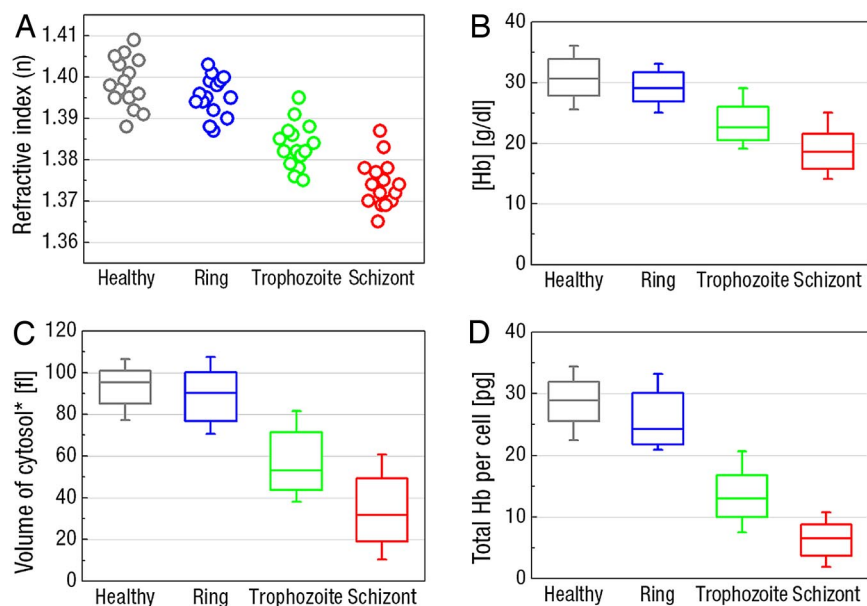 A
Refractive index (n)
1.41
1.40
1.39
1.38
1.37
1.36
Healthy Ring Trophozoite Schizont
B
[Hb] [g/dl]
40
30
20
10
0
Healthy Ring Trophozoite Schizont
C
Volume of cytosol* [fl]
120
100
80
60
40
20
0
Healthy Ring Trophozoite Schizont
D
Total Hb per cell [pg]
40
30
20
10
0
Healthy Ring Trophozoite Schizont